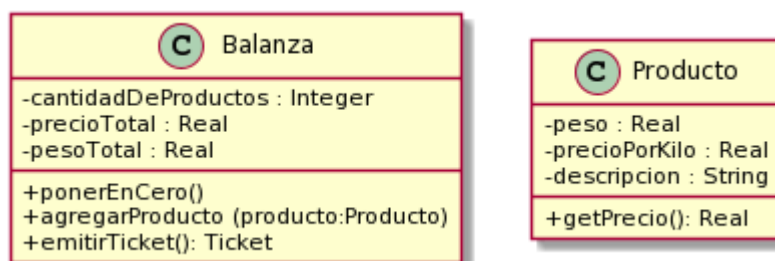 C Balanza
-cantidadDeProductos : Integer
-precioTotal : Real
-pesoTotal : Real
+ponerEnCero()
+agregarProducto (producto:Producto)
+emitirTicket(): Ticket
C Producto
-peso : Real
-precioPorKilo : Real
-descripcion : String
+getPrecio(): Real